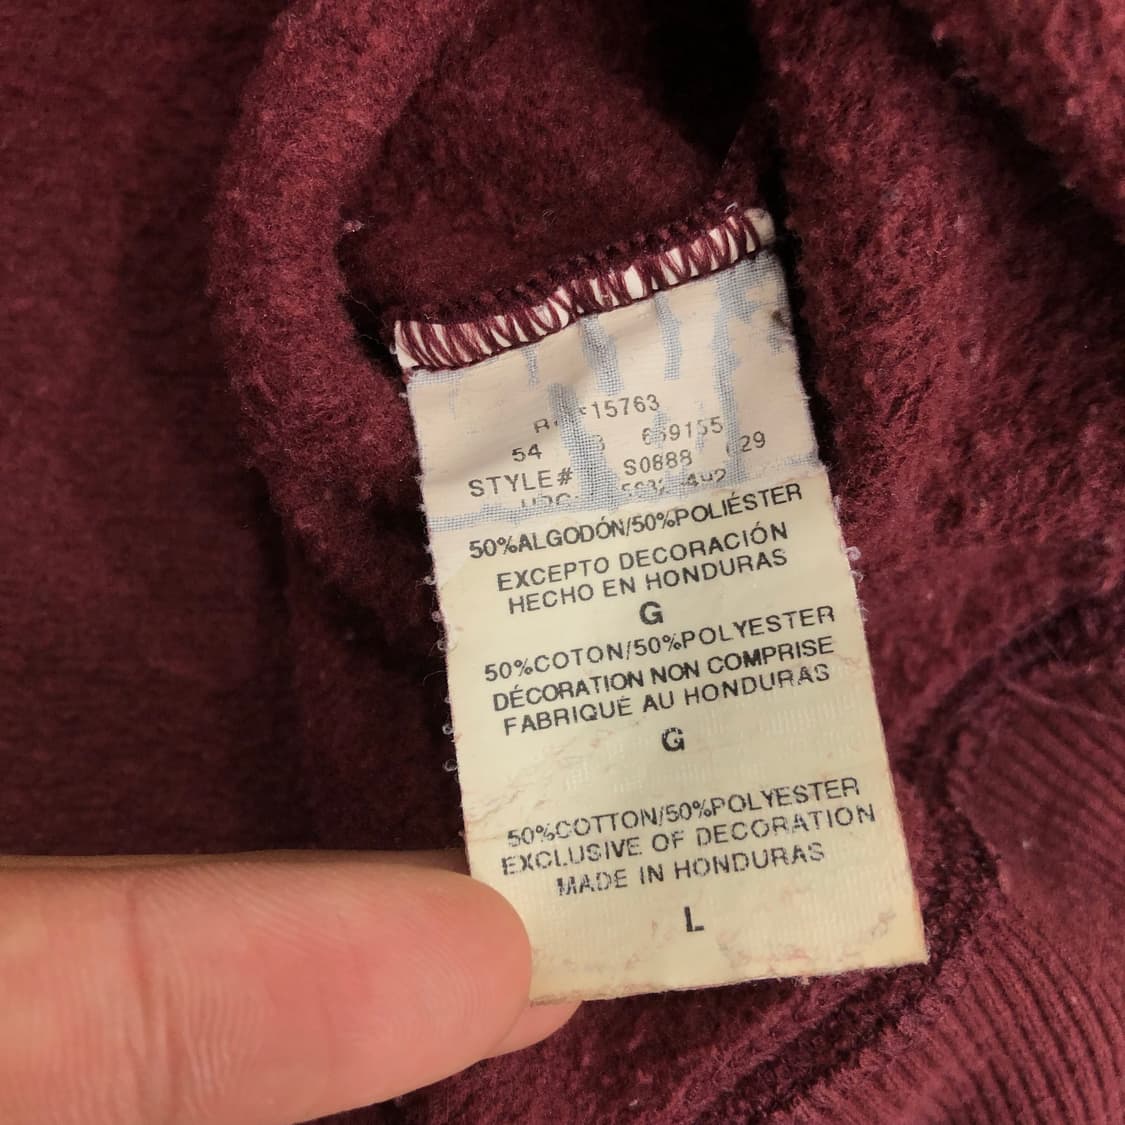 15763
54
STYLE# S0888 29
50%ALGODÓN/50%POLIÉSTER
EXCEPTO DECORACIÓN
HECHO EN HONDURAS
G
50%COTON/50%POLYESTER
DÉCORATION NON COMPRISE
FABRIQUÉ AU HONDURAS
G
50%COTTON/50%POLYESTER
EXCLUSIVE OF DECORATION
MADE IN HONDURAS
L